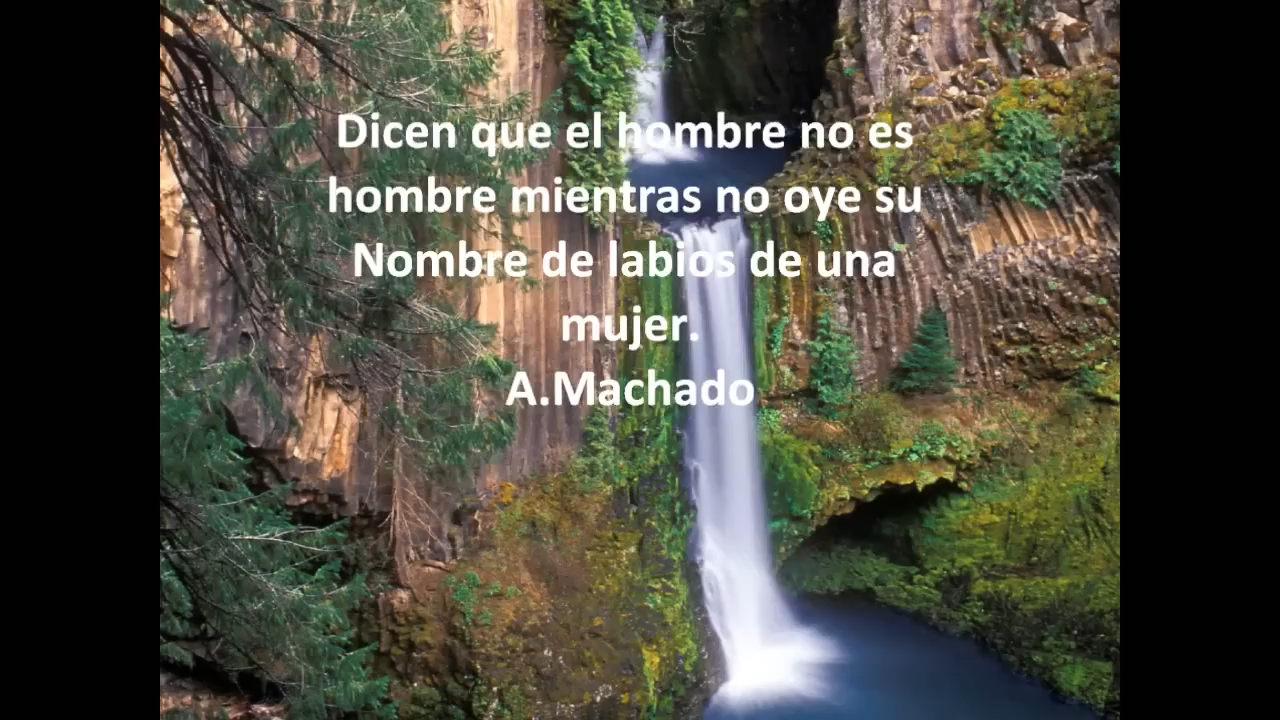 Dicen que el hombre no es
hombre mientras no oye su
Nombre de labios de una
mujer.
A.Machado